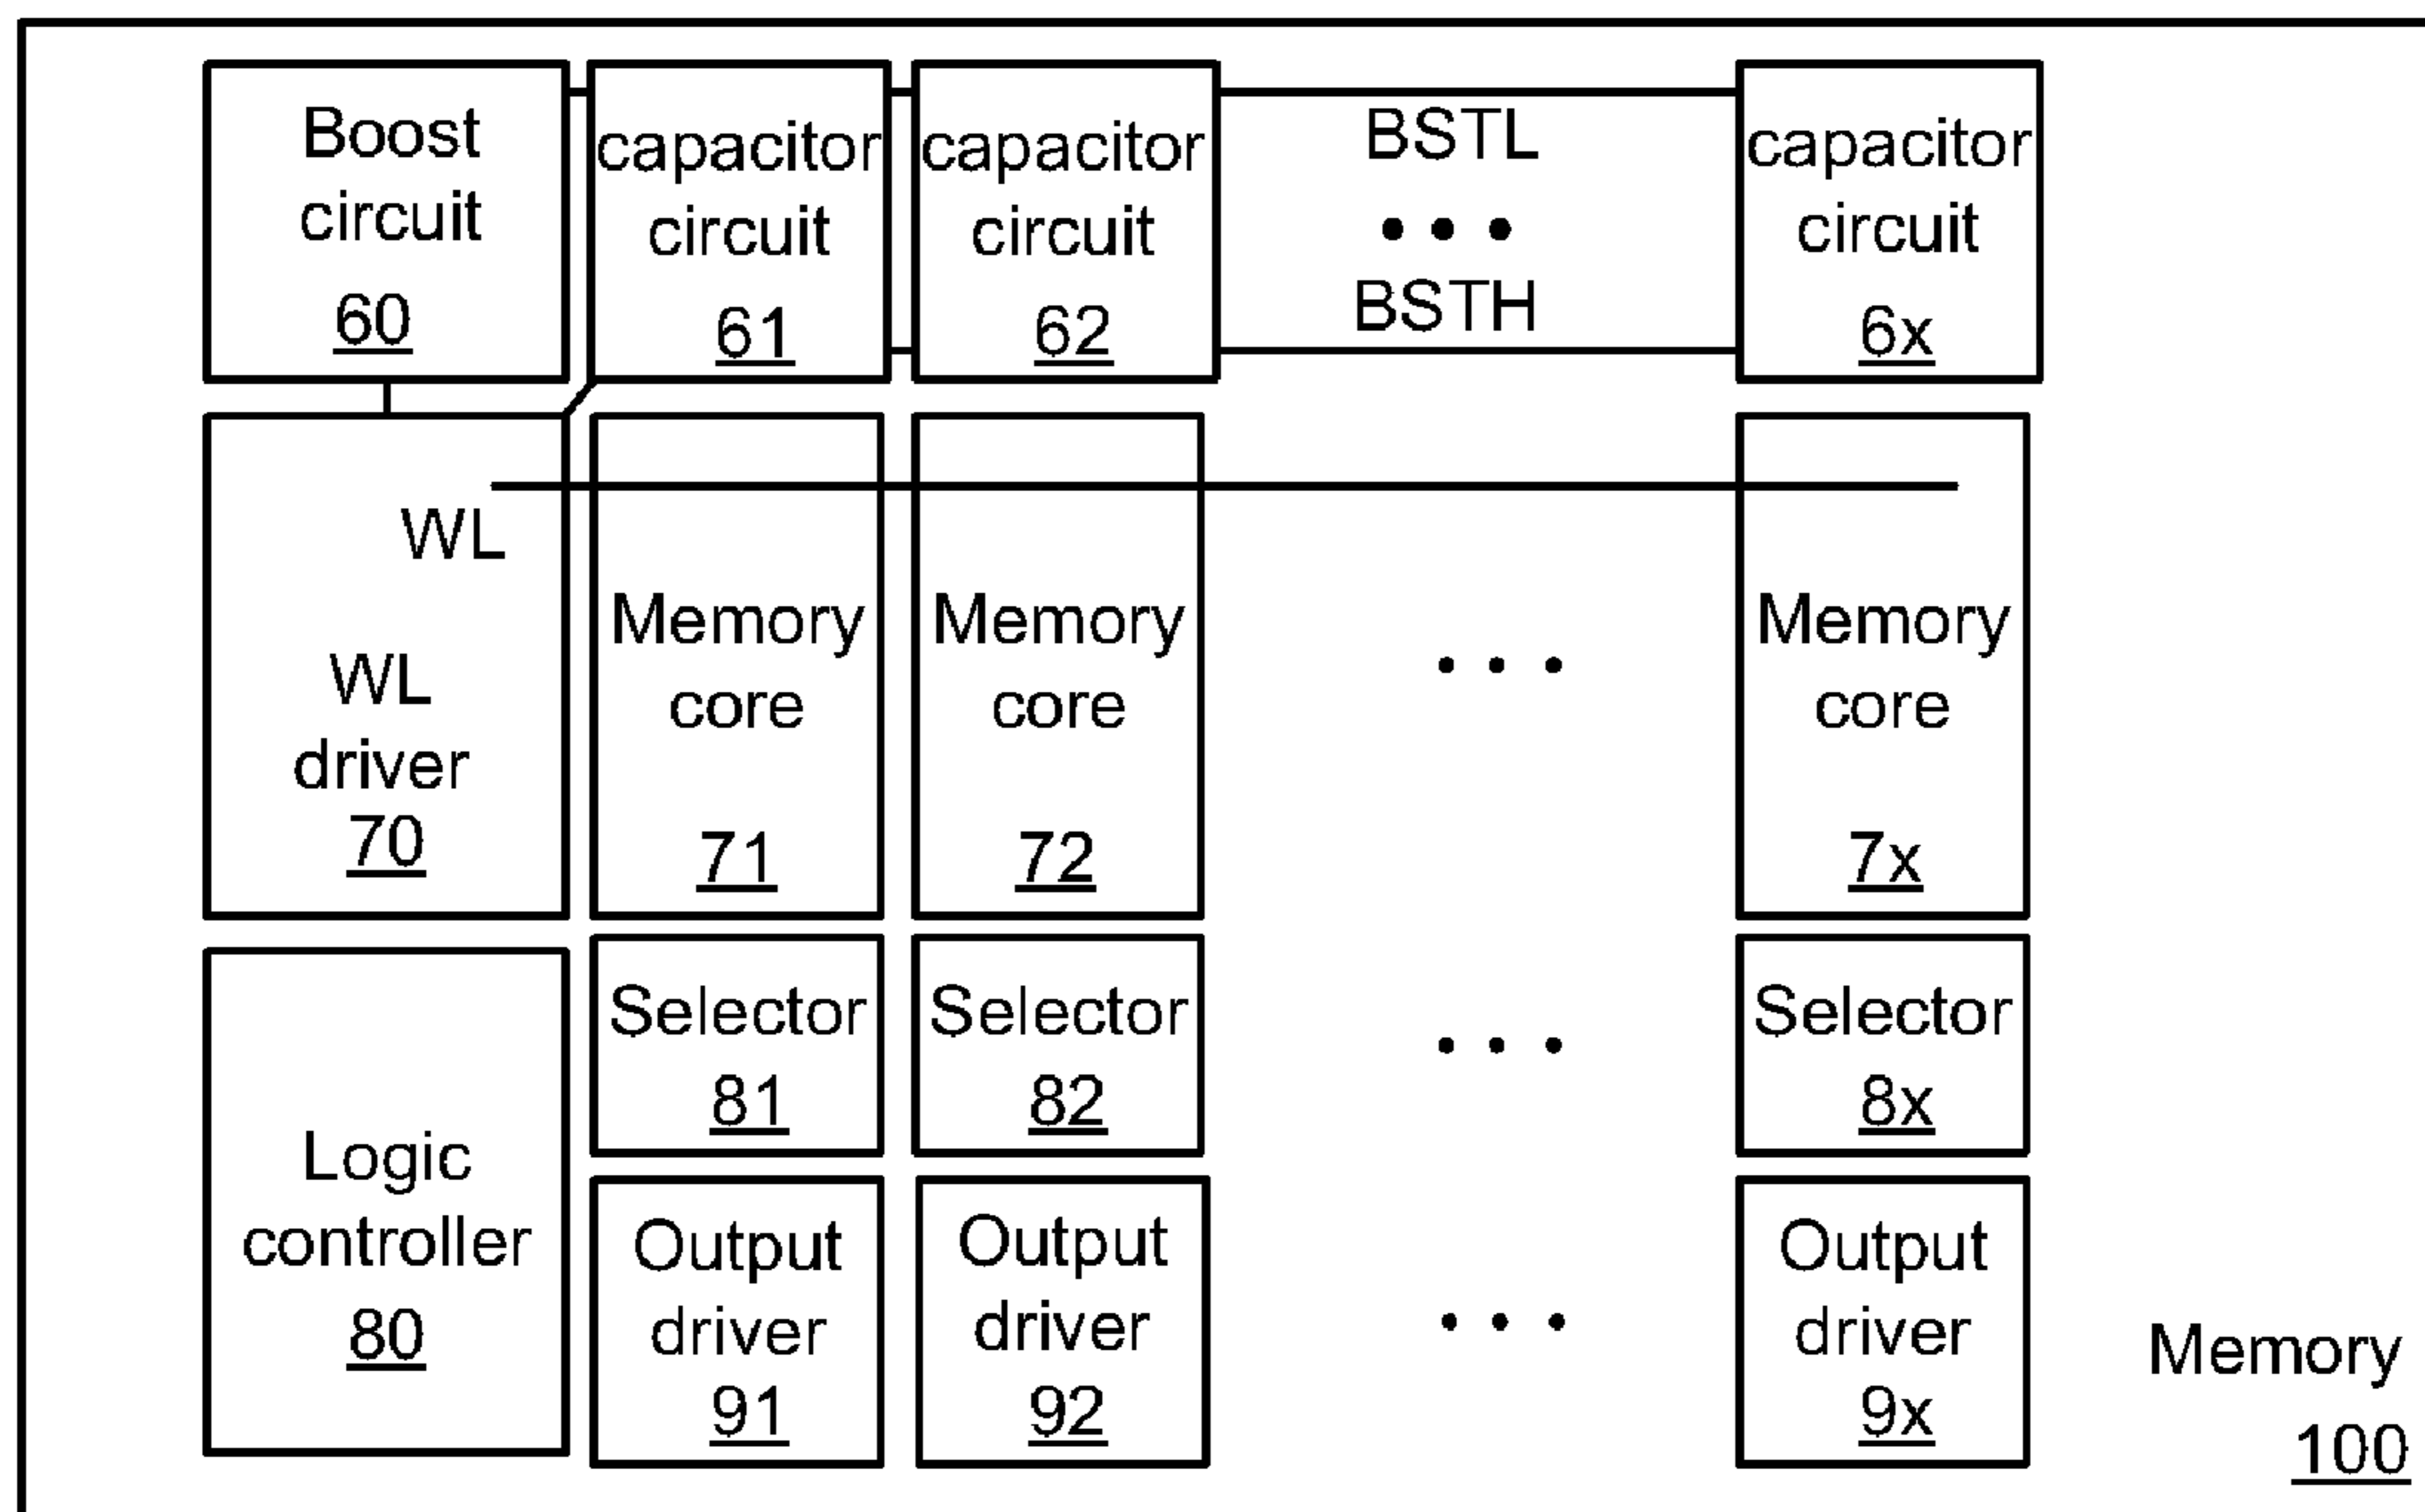 Boost
circuit
60
capacitor
circuit
61
capacitor
circuit
62
BSTL
• • •
BSTH
capacitor
circuit
6x
WL
WL
driver
70
Memory
core
71
Memory
core
72
• • •
Memory
core
7x
Logic
controller
80
Selector
81
Selector
82
• • •
Selector
8x
Output
driver
91
Output
driver
92
• • •
Output
driver
9x
Memory
100